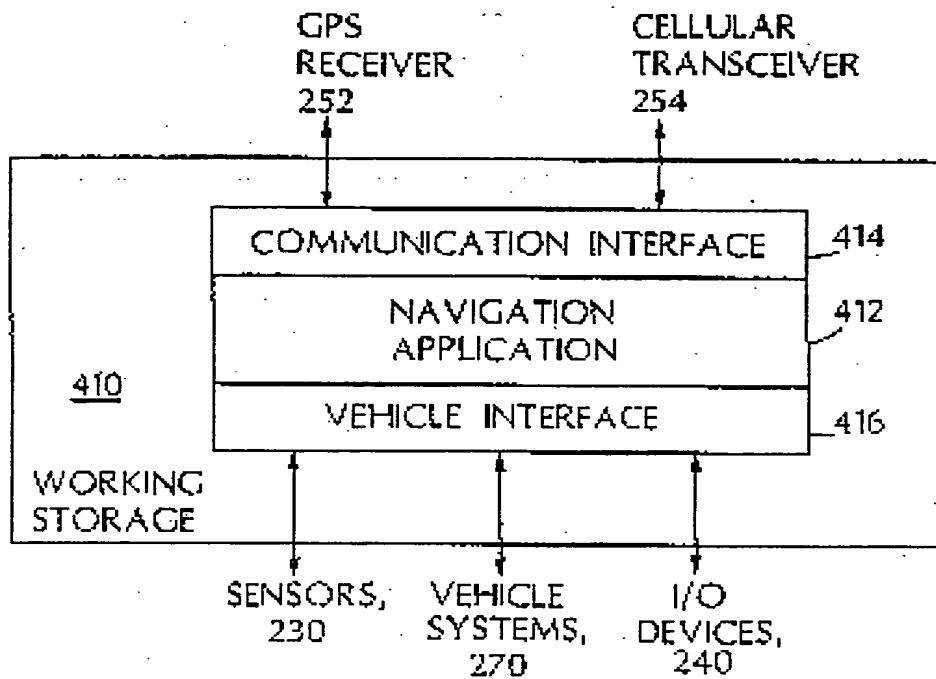 GPS
RECEIVER
252
CELLULAR
TRANSCEIVER
254
COMMUNICATION INTERFACE
414
NAVIGATION
APPLICATION
412
VEHICLE INTERFACE
416
410
WORKING
STORAGE
SENSORS,
230
VEHICLE
SYSTEMS,
270
I/O
DEVICES,
240